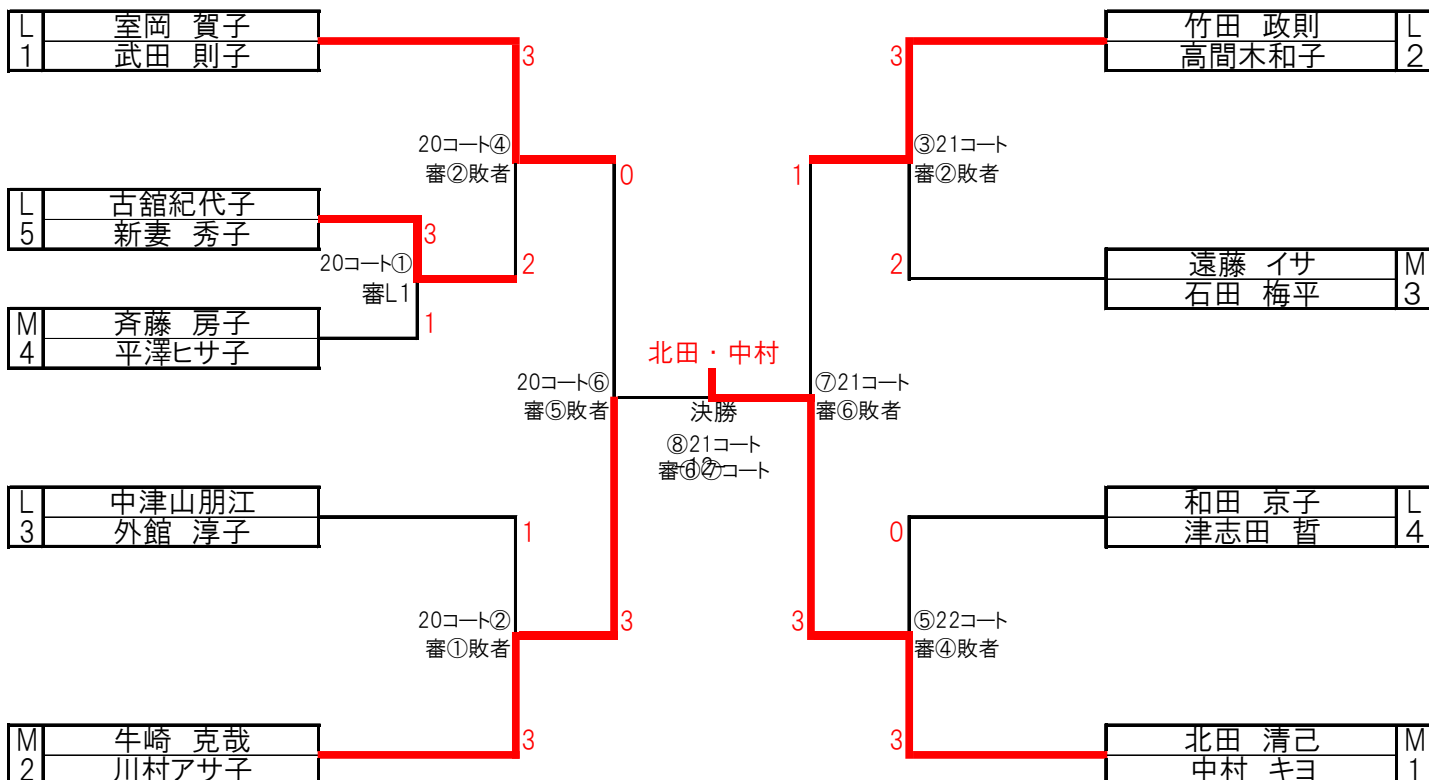 L 室岡 賀子
1 武田 則子
3
20コート④
審②敗者
0
L 古舘紀代子
5 新妻 秀子
3
20コート①
審L1
2
M 斉藤 房子
4 平澤ヒサ子
1
20コート⑥
審⑤敗者
L 中津山朋江
3 外館 淳子
1
20コート②
審①敗者
3
M 牛崎 克哉
2 川村アサ子
3
北田・中村
決勝
⑧21コート
審⑥⑦コート
12
竹田 政則 L
高間木和子 2
3
③21コート
審②敗者
1
遠藤 イサ M
石田 梅平 3
2
⑦21コート
審⑥敗者
和田 京子 L
津志田 晢 4
0
⑤22コート
審④敗者
3
北田 清己 M
中村 キヨ 1
3